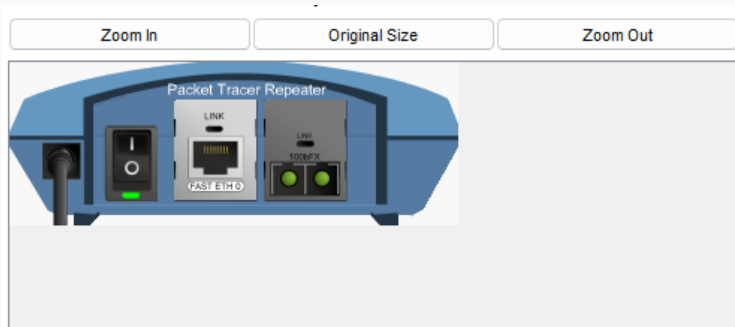 Zoom In
Original Size
Zoom Out
Packet Tracer Repeater
LINK
LINK
100bFX
FAST ETH 0